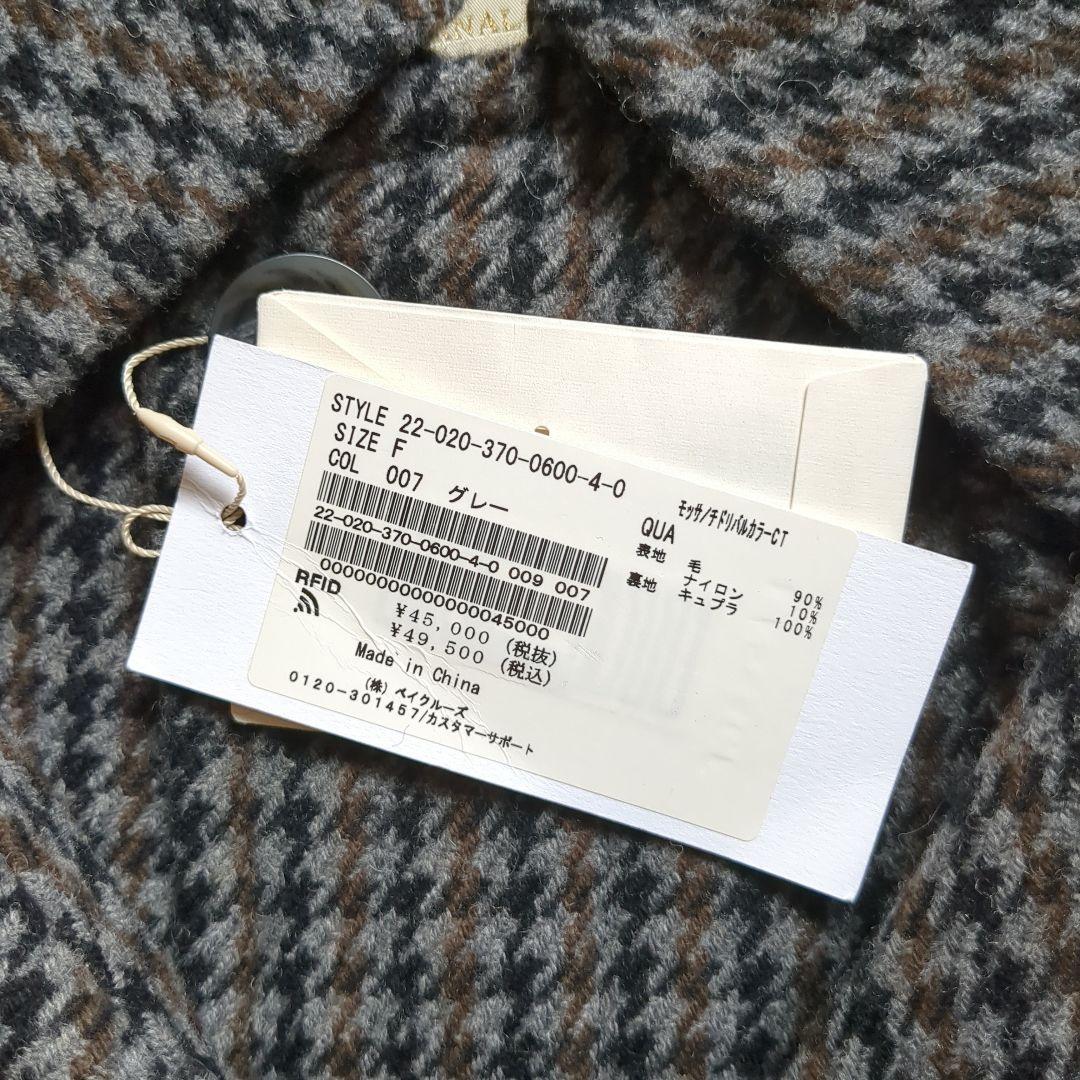 NAL
STYLE 22-020-370-0600-4-0
SIZE F
COL 007 グレー
22-020-370-0600-4-0 009 007
0000000000000000045000
RFID
¥45,000 (税抜)
¥49,500 (税込)
Made in China
(株) ベイクルーズ
0120-301457/カスタマーサポート
モッサ/チドリバルカラーCT
QUA
表地 毛 90%
ナイロン 10%
裏地 キュプラ 100%